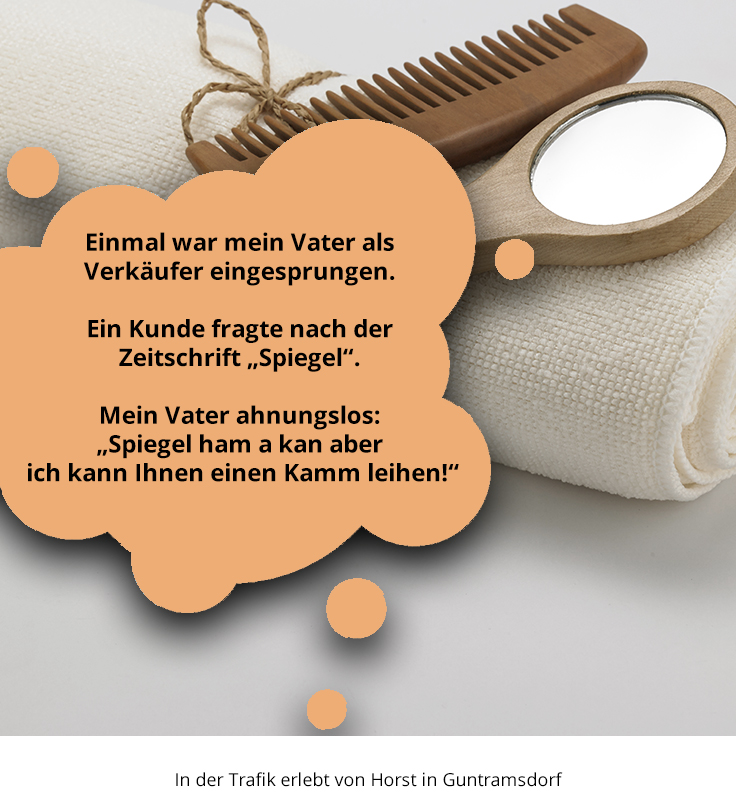 Einmal war mein Vater als
Verkäufer eingesprungen.
Ein Kunde fragte nach der
Zeitschrift „Spiegel“.
Mein Vater ahnungslos:
„Spiegel ham a kan aber
ich kann Ihnen einen Kamm leihen!“
In der Trafik erlebt von Horst in Guntramsdorf